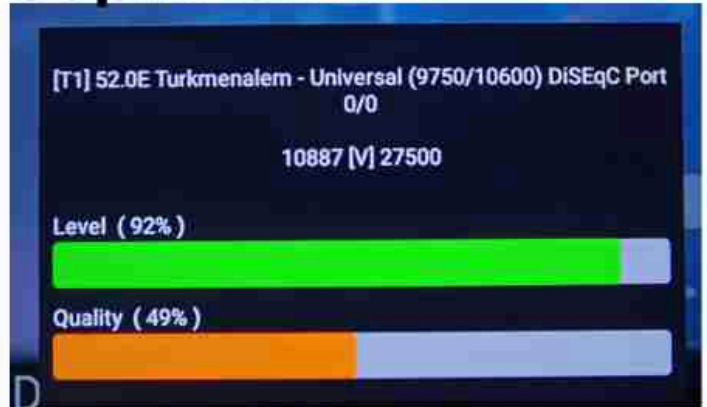 [T1] 52.0E Turkmenalem - Universal (9750/10600) DiSEqC Port
0/0
10887 [V] 27500
Level ( 92% )
Quality ( 49% )
D